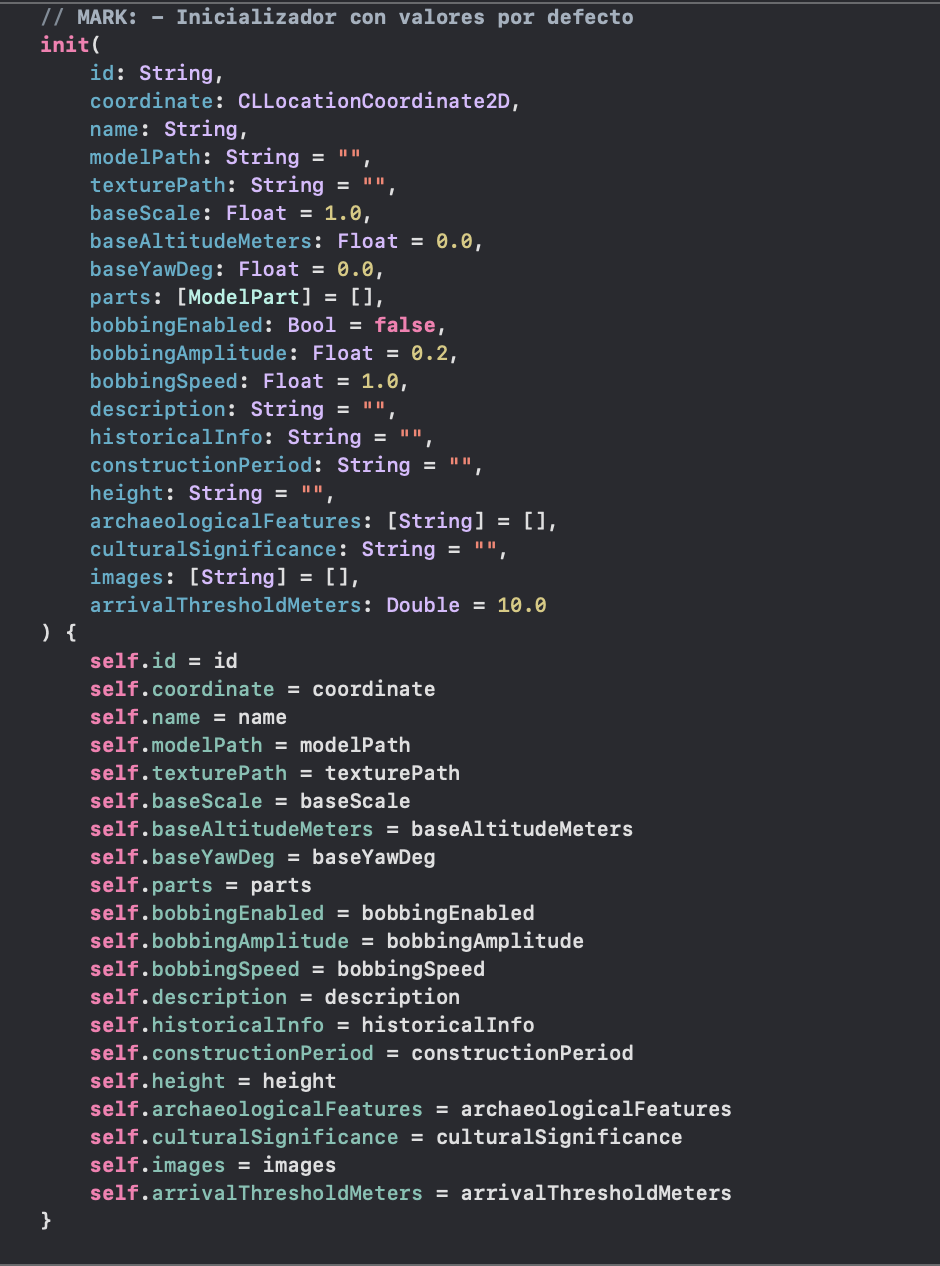 // MARK: – Inicializador con valores por defecto
init(
    id: String,
    coordinate: CLLocationCoordinate2D,
    name: String,
    modelPath: String = "",
    texturePath: String = "",
    baseScale: Float = 1.0,
    baseAltitudeMeters: Float = 0.0,
    baseYawDeg: Float = 0.0,
    parts: [ModelPart] = [],
    bobbingEnabled: Bool = false,
    bobbingAmplitude: Float = 0.2,
    bobbingSpeed: Float = 1.0,
    description: String = "",
    historicalInfo: String = "",
    constructionPeriod: String = "",
    height: String = "",
    archaeologicalFeatures: [String] = [],
    culturalSignificance: String = "",
    images: [String] = [],
    arrivalThresholdMeters: Double = 10.0
) {
    self.id = id
    self.coordinate = coordinate
    self.name = name
    self.modelPath = modelPath
    self.texturePath = texturePath
    self.baseScale = baseScale
    self.baseAltitudeMeters = baseAltitudeMeters
    self.baseYawDeg = baseYawDeg
    self.parts = parts
    self.bobbingEnabled = bobbingEnabled
    self.bobbingAmplitude = bobbingAmplitude
    self.bobbingSpeed = bobbingSpeed
    self.description = description
    self.historicalInfo = historicalInfo
    self.constructionPeriod = constructionPeriod
    self.height = height
    self.archaeologicalFeatures = archaeologicalFeatures
    self.culturalSignificance = culturalSignificance
    self.images = images
    self.arrivalThresholdMeters = arrivalThresholdMeters
}